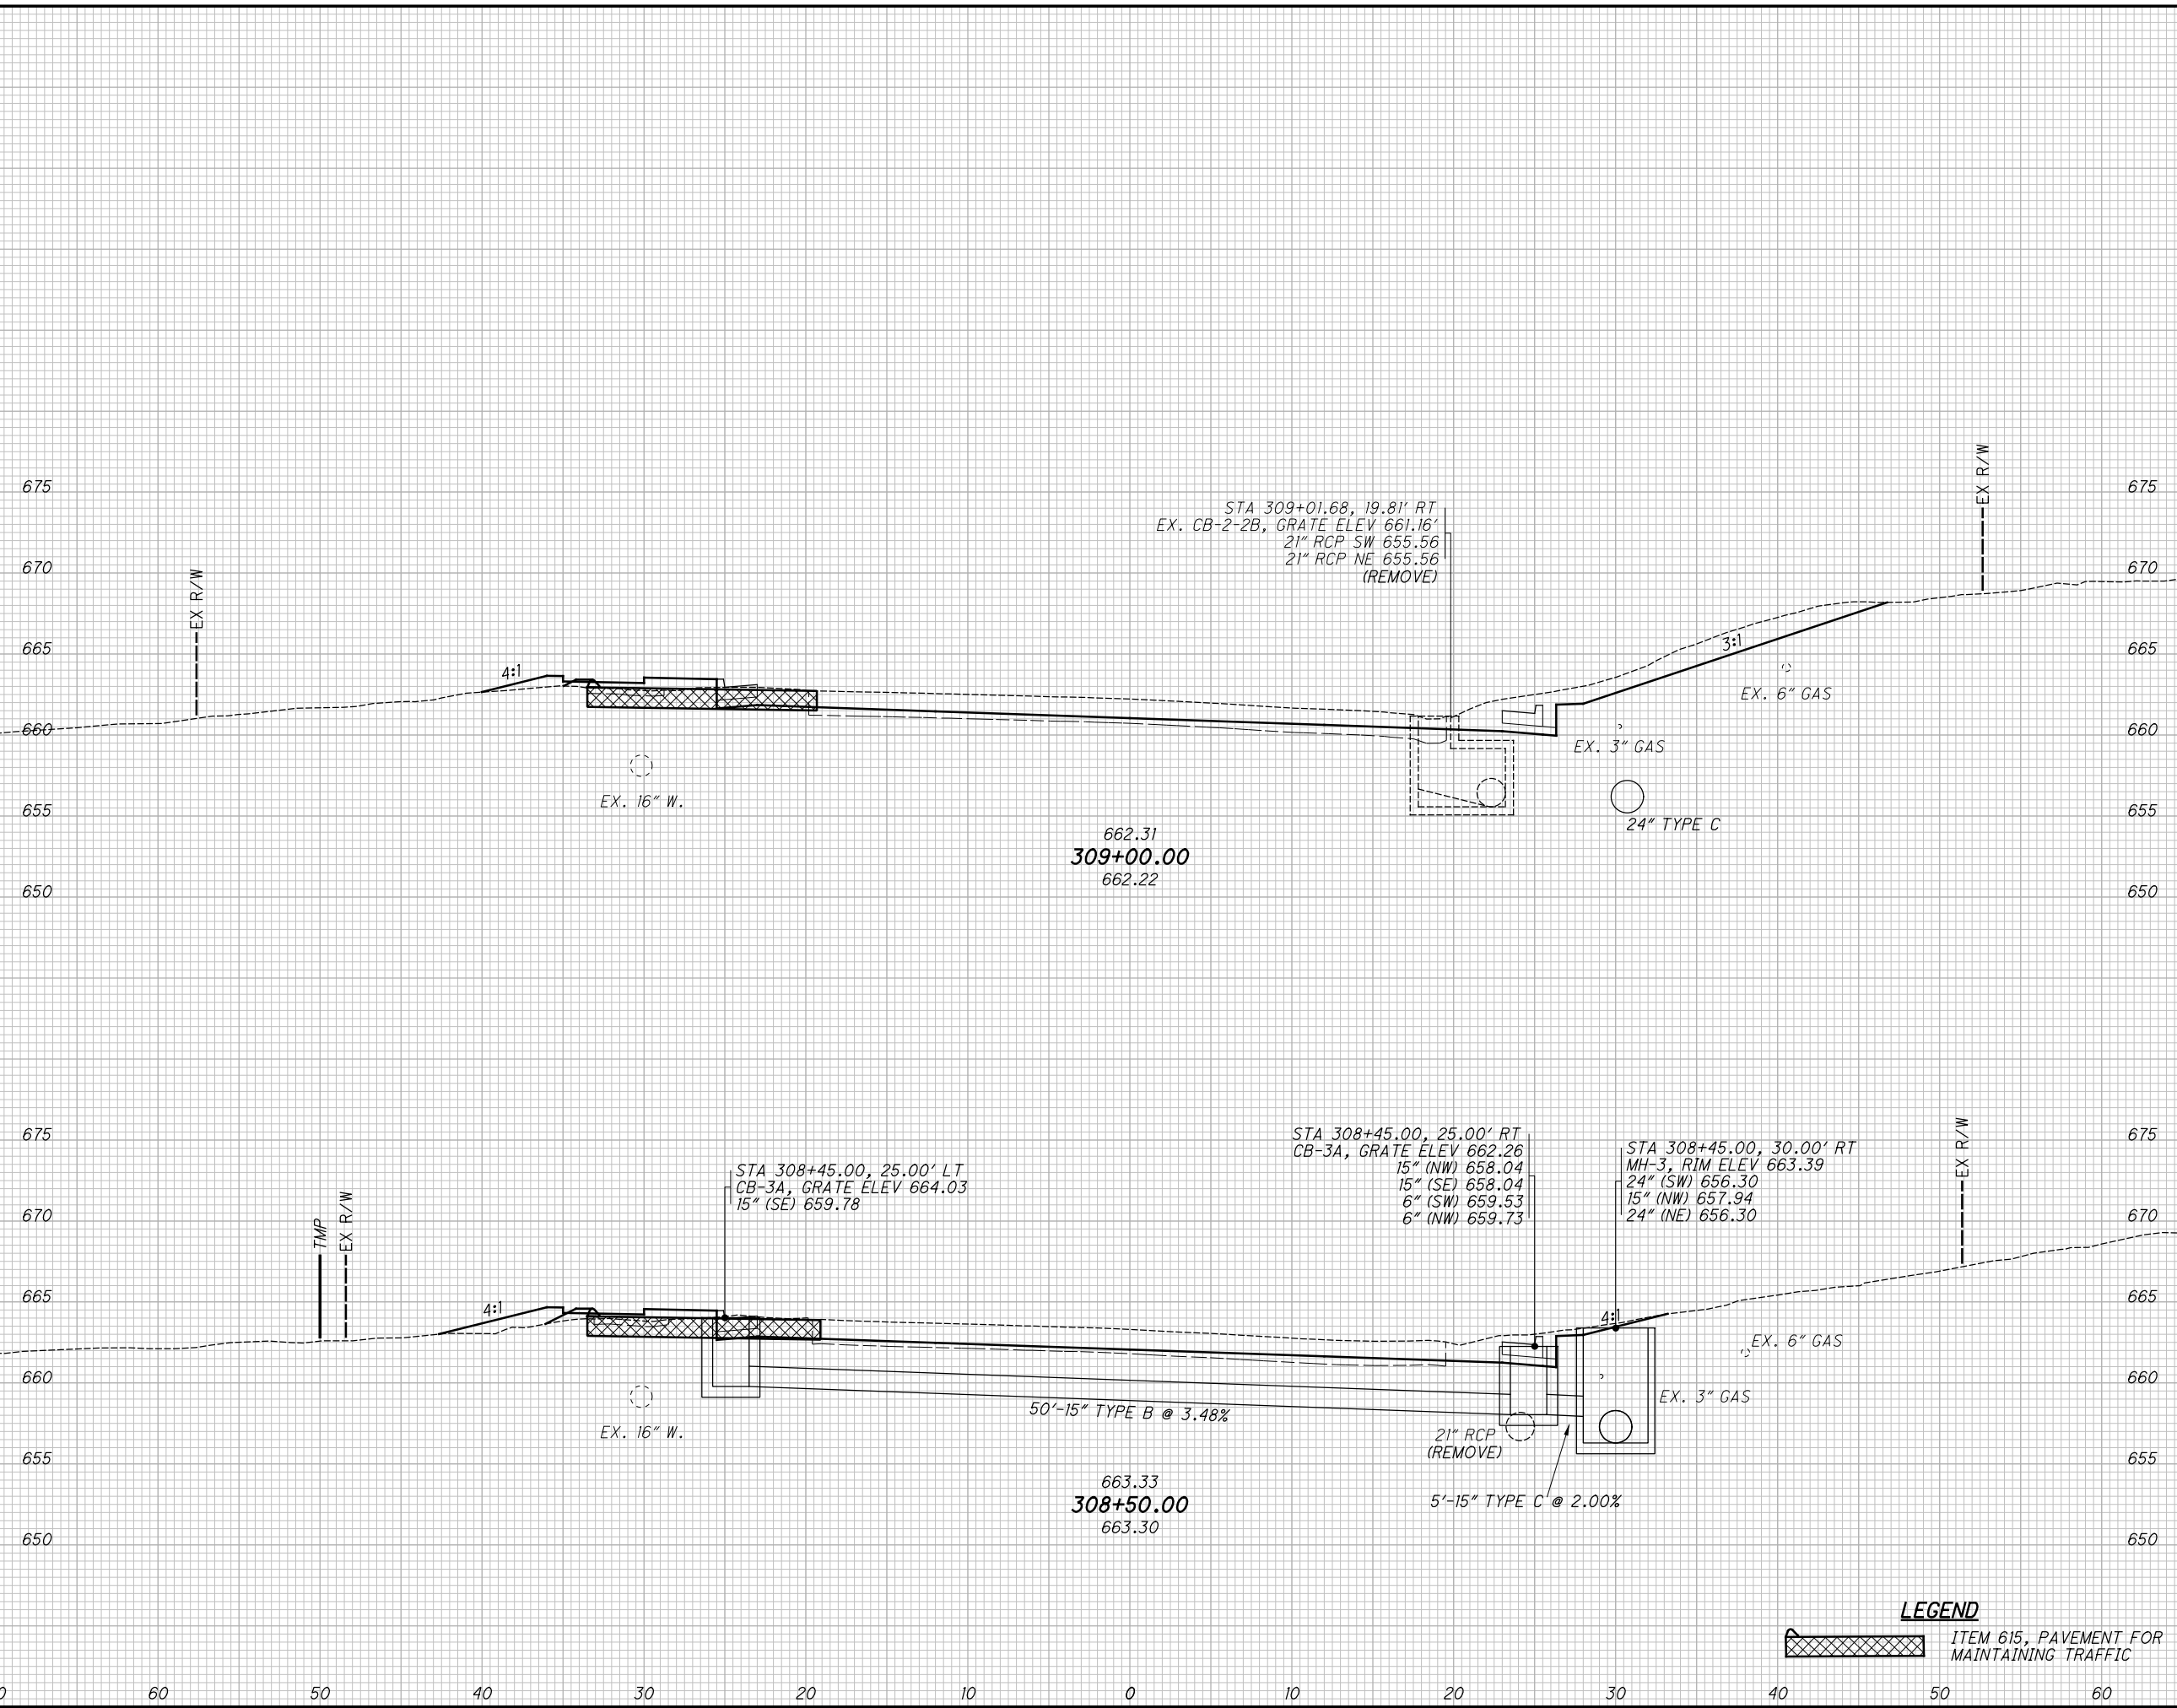 675
675
EX R/W
STA 309+01.68, 19.81' RT
EX. CB-2-2B, GRATE ELEV 661.16'
21" RCP SW 655.56
21" RCP NE 655.56
(REMOVE)
670
670
EX R/W
665
665
4:1
3:1
EX. 6" GAS
660
660
EX. 3" GAS
EX. 16" W.
655
655
24" TYPE C
662.31
309+00.00
662.22
650
650
675
675
EX R/W
STA 308+45.00, 25.00' RT
CB-3A, GRATE ELEV 662.26
15" (NW) 658.04
15" (SE) 658.04
6" (SW) 659.53
6" (NW) 659.73
STA 308+45.00, 30.00' RT
MH-3, RIM ELEV 663.39
24" (SW) 656.30
15" (NW) 657.94
24" (NE) 656.30
STA 308+45.00, 25.00' LT
CB-3A, GRATE ELEV 664.03
15" (SE) 659.78
670
670
TMP
EX R/W
665
665
4:1
4:1
EX. 6" GAS
660
660
EX. 3" GAS
50'-15" TYPE B @ 3.48%
EX. 16" W.
21" RCP
(REMOVE)
655
655
663.33
308+50.00
663.30
5'-15" TYPE C @ 2.00%
650
650
LEGEND
ITEM 615, PAVEMENT FOR
MAINTAINING TRAFFIC
0 60 50 40 30 20 10 0 10 20 30 40 50 60